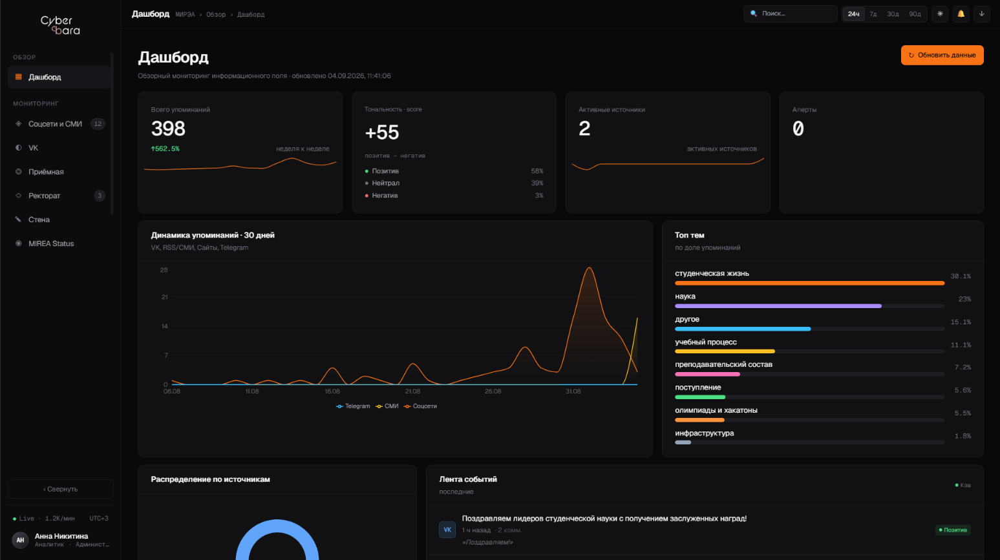 Cyber
bara
ОБЗОР
Дашборд
МОНИТОРИНГ
Соцсети и СМИ 12
VK
Приёмная
Ректорат 3
Стена
MIREA Status
‹ Свернуть
Live · 1.2K/мин UTC+3
АН Анна Никитина
Аналитик · Админист…
Дашборд МИРЭА › Обзор › Дашборд
Поиск… 24ч 7д 30д 90д
Дашборд
Обзорный мониторинг информационного поля · обновлено 04.09.2026, 11:41:06
↻ Обновить данные
Всего упоминаний
398
↑562.5% неделя к неделе
Тональность · score
+55
позитив − негатив
Позитив 58%
Нейтрал 39%
Негатив 3%
Активные источники
2
активных источников
Алерты
0
Динамика упоминаний · 30 дней
VK, RSS/СМИ, Сайты, Telegram
28
21
14
7
0
06.08 11.08 16.08 21.08 26.08 31.08
Telegram СМИ Соцсети
Топ тем
по доле упоминаний
студенческая жизнь 30.1%
наука 23%
другое 15.1%
учебный процесс 11.1%
преподавательский состав 7.2%
поступление 5.6%
олимпиады и хакатоны 5.5%
инфраструктура 1.8%
Распределение по источникам
Лента событий
последние
Кэш
VK Поздравляем лидеров студенческой науки с получением заслуженных наград!
1 ч назад · 2 комм.
«Поздравляем!»
Позитив